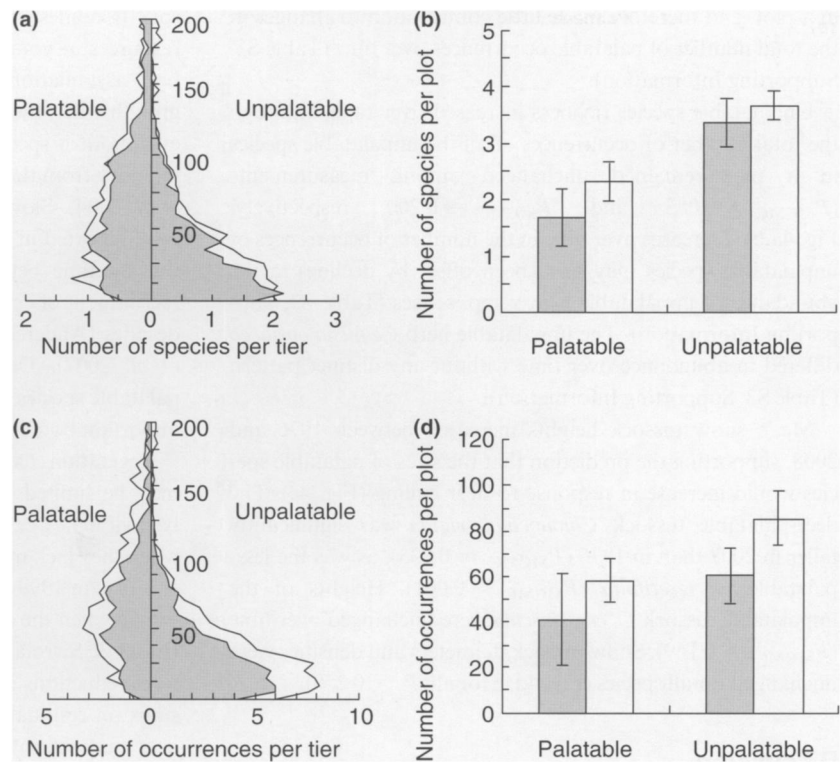 (a)
200
150
Palatable
Unpalatable
100
50
2 1 0 1 2 3
Number of species per tier
(b)
5
4
3
2
1
0
Number of species per plot
Palatable Unpalatable
(c)
200
150
Palatable
Unpalatable
100
50
5 0 5 10
Number of occurrences per tier
(d)
120
100
80
60
40
20
0
Number of occurrences per plot
Palatable Unpalatable